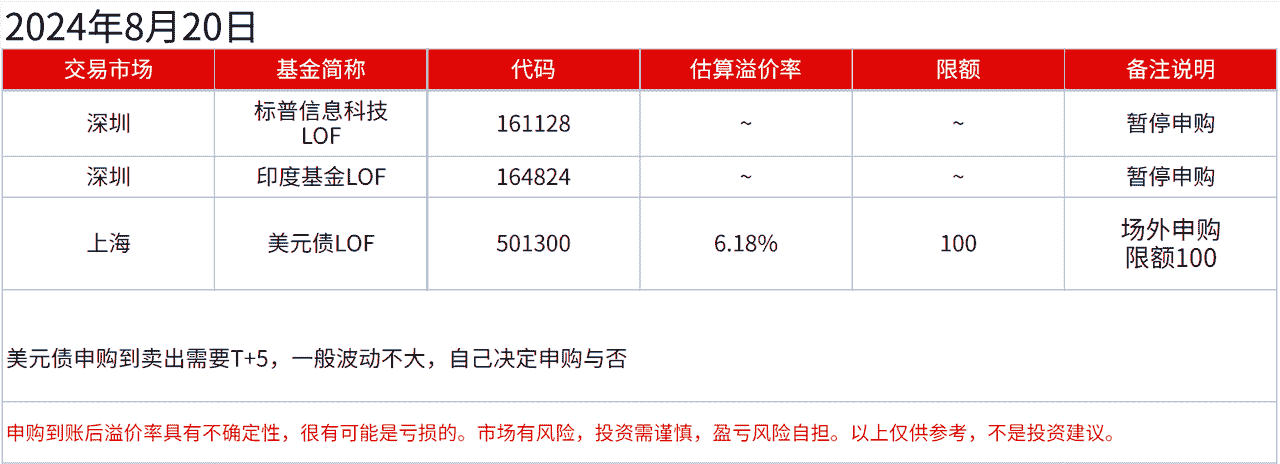 2024年8月20日
交易市场 基金简称 代码 估算溢价率 限额 备注说明
深圳 标普信息科技 161128 ~ ~ 暂停申购
LOF
深圳 印度基金LOF 164824 ~ ~ 暂停申购
上海 美元债LOF 501300 6.18% 100 场外申购
限额100
美元债申购到卖出需要T+5，一般波动不大，自己决定申购与否
申购到账后溢价率具有不确定性，很有可能是亏损的。市场有风险，投资需谨慎，盈亏风险自担。以上仅供参考，不是投资建议。